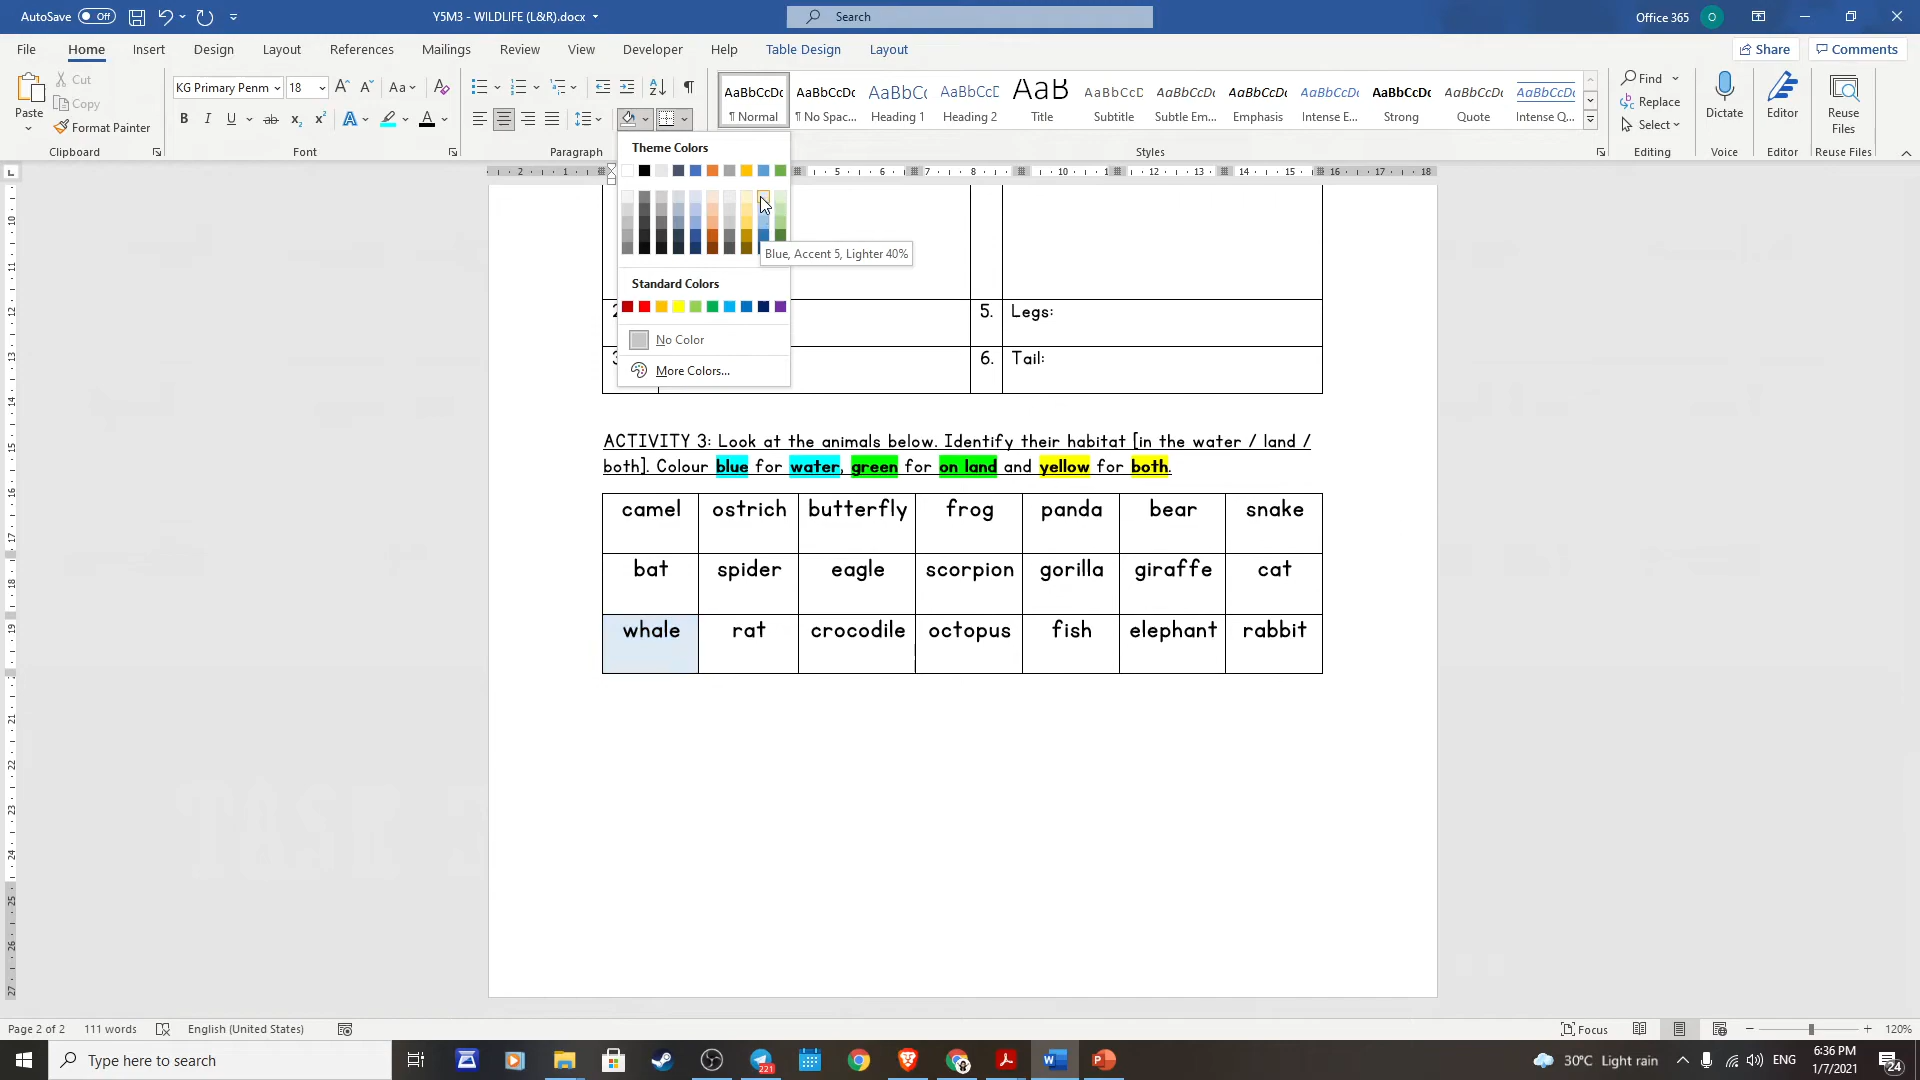 AutoSave Off Y5M3 - WILDLIFE (L&R).docx Search Office 365 O
File Home Insert Design Layout References Mailings Review View Developer Help Table Design Layout Share Comments
Paste Cut Copy Format Painter Clipboard
KG Primary Penm 18 Aa Font
Paragraph
AaBbCcDc ¶ Normal
AaBbCcDc ¶ No Spac...
AaBbCc Heading 1
AaBbCcD Heading 2
AaB Title
AaBbCcD Subtitle
AaBbCcDc Subtle Em...
AaBbCcDc Emphasis
AaBbCcDc Intense E...
AaBbCcDc Strong
AaBbCcDc Quote
AaBbCcDc Intense Q...
Styles
Find Replace Select Editing
Dictate Voice
Editor Editor
Reuse Files Reuse Files
Theme Colors
Blue, Accent 5, Lighter 40%
Standard Colors
No Color
More Colors...
5. Legs:
6. Tail:
ACTIVITY 3: Look at the animals below. Identify their habitat [in the water / land /
both]. Colour blue for water, green for on land and yellow for both.
camel ostrich butterfly frog panda bear snake
bat spider eagle scorpion gorilla giraffe cat
whale rat crocodile octopus fish elephant rabbit
Page 2 of 2 111 words English (United States) Focus 120%
Type here to search 221 30°C Light rain ENG 6:36 PM 24
1/7/2021